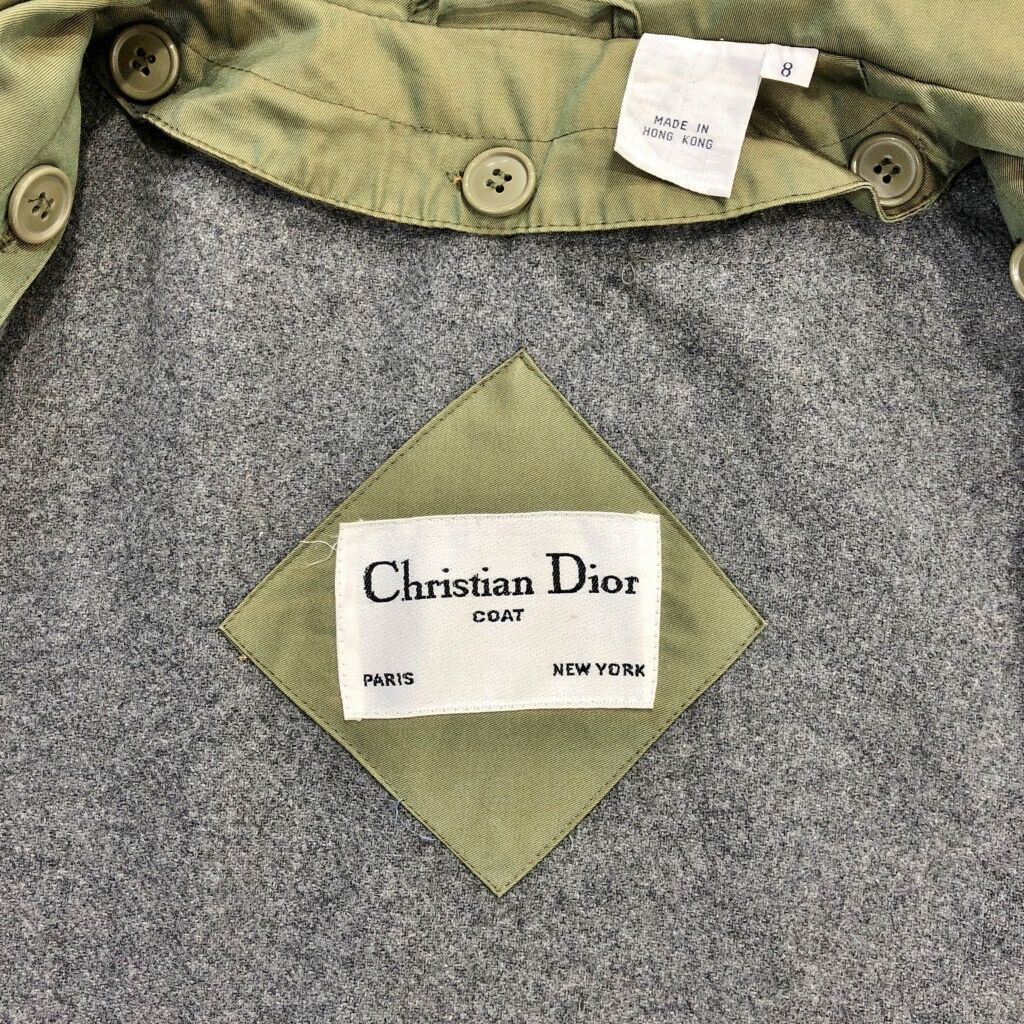 8
MADE IN
HONG KONG
Christian Dior
COAT
PARIS NEW YORK